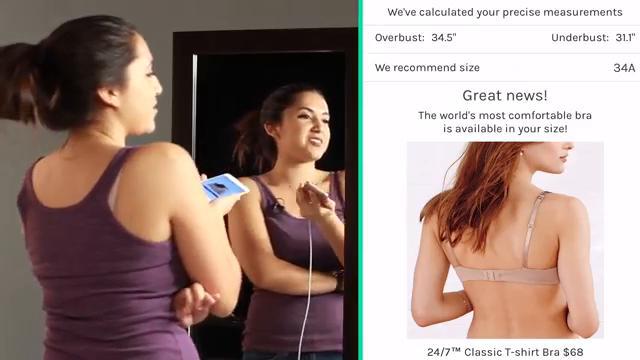 We've calculated your precise measurements
Overbust: 34.5" Underbust: 31.1"
We recommend size 34A
Great news!
The world's most comfortable bra
is available in your size!
24/7™ Classic T-shirt Bra $68